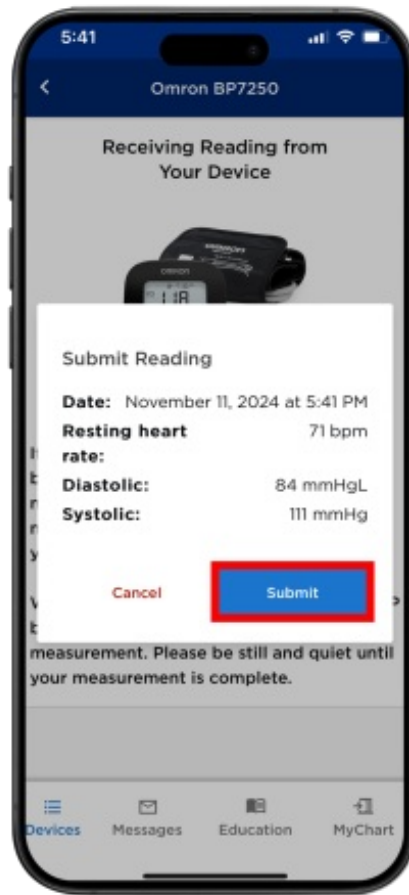 5:41
Omron BP7250
Receiving Reading from
Your Device
OMRON
118
Submit Reading
Date: November 11, 2024 at 5:41 PM
Resting heart 71 bpm
rate:
Diastolic: 84 mmHgL
Systolic: 111 mmHg
Cancel Submit
measurement. Please be still and quiet until
your measurement is complete.
Devices Messages Education MyChart